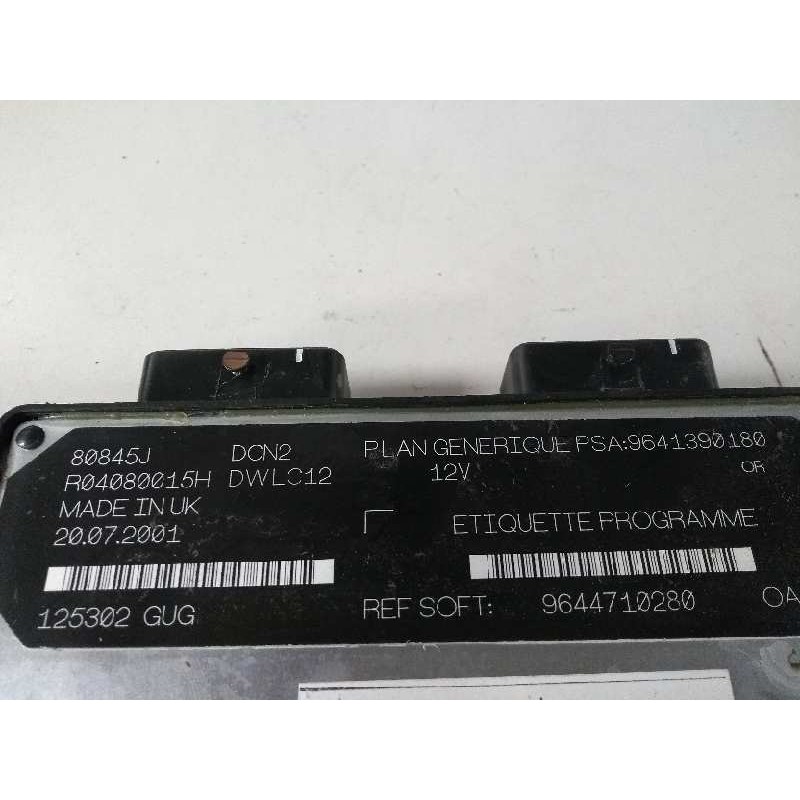 80845J DCN2 PLAN GENERIQUE PSA:9641390180
R04080015H DWLC12 12V OR
MADE IN UK
20.07.2001 ETIQUETTE PROGRAMME
125302 GUG REF SOFT: 9644710280 OA